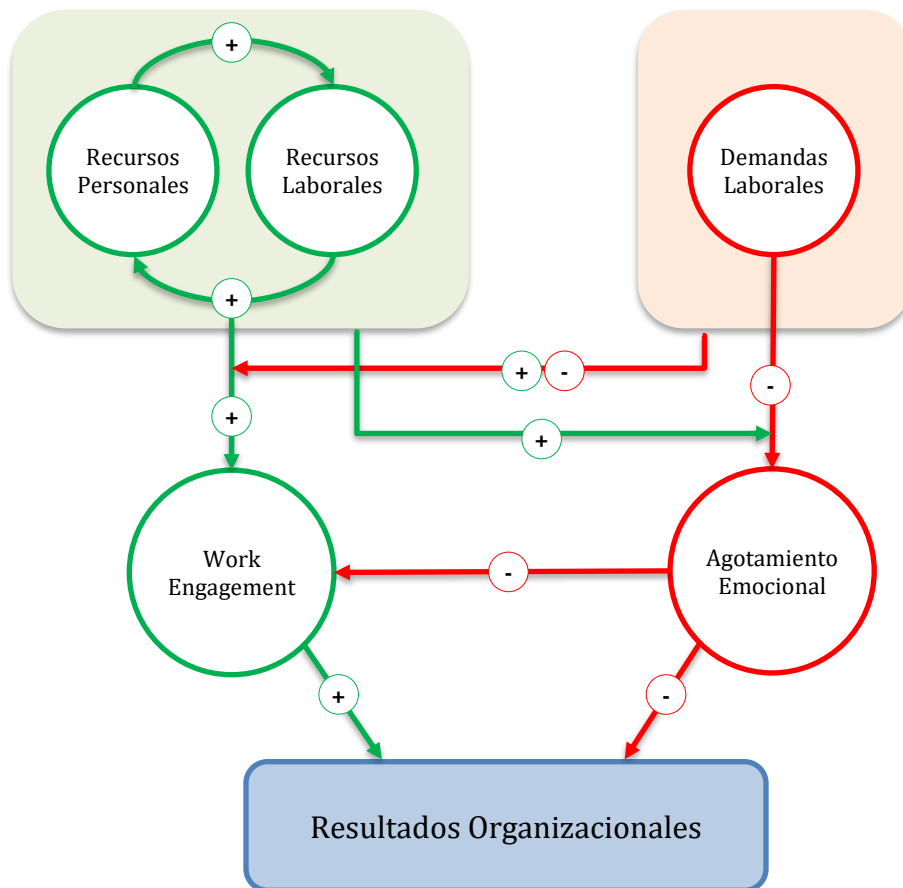 +
Recursos
Personales
Recursos
Laborales
Demandas
Laborales
+
+ -
-
+
+
Work
Engagement
-
Agotamiento
Emocional
+
-
Resultados Organizacionales